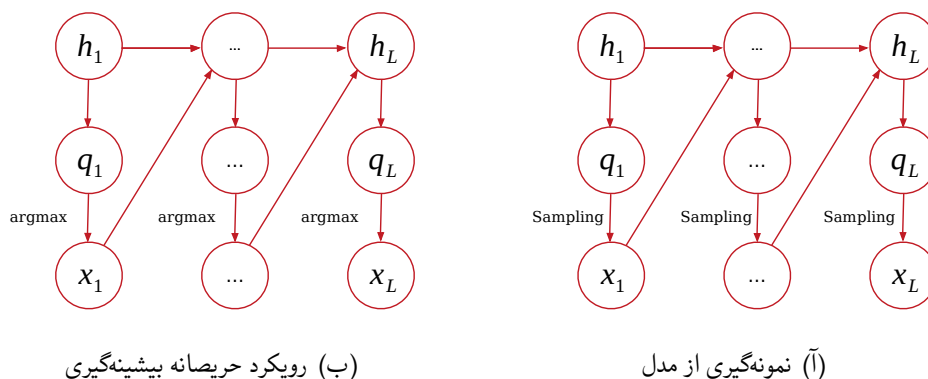 h1 ... hL
q1 ... qL
argmax argmax argmax
x1 ... xL
(ب) رویکرد حریصانه بیشینه‌گیری
h1 ... hL
q1 ... qL
Sampling Sampling Sampling
x1 ... xL
(آ) نمونه‌گیری از مدل